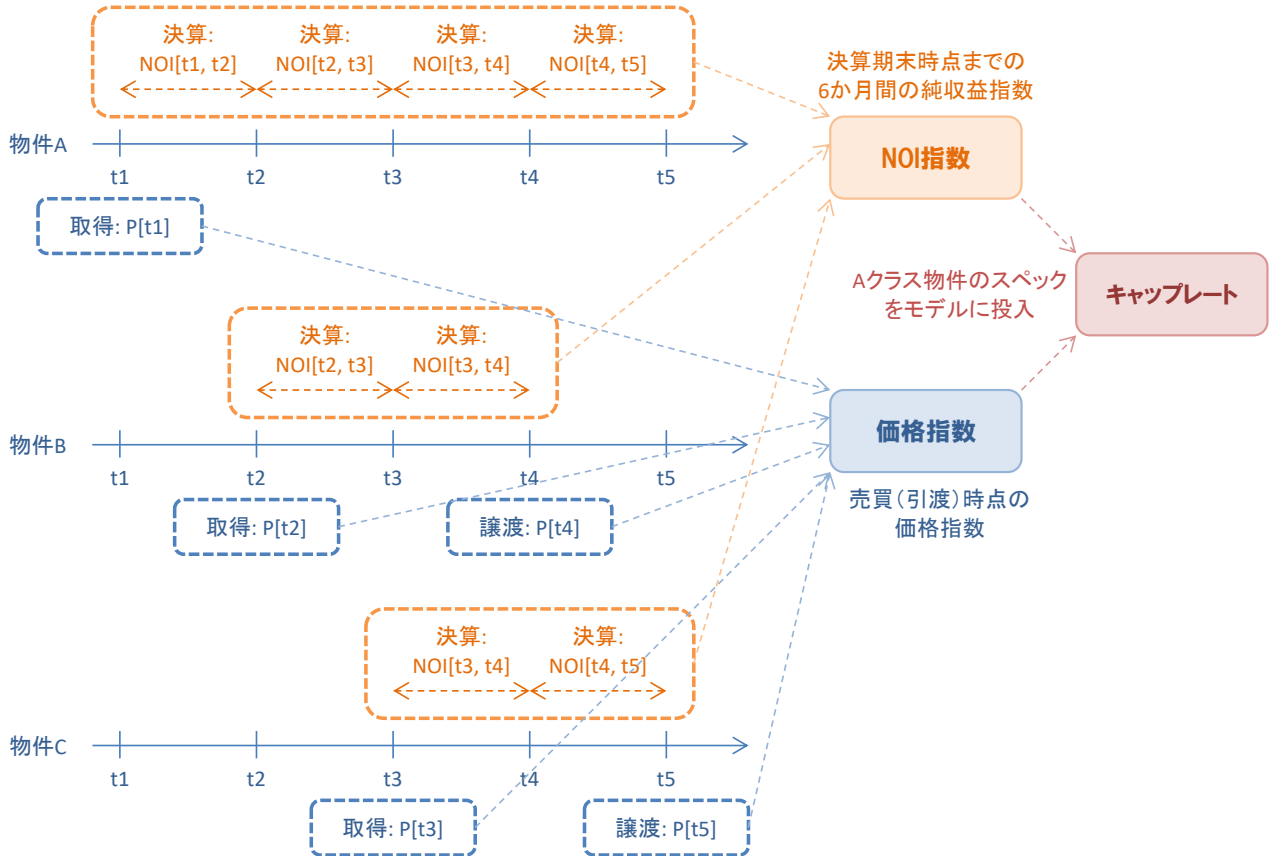 決算:
NOI[t1, t2]
決算:
NOI[t2, t3]
決算:
NOI[t3, t4]
決算:
NOI[t4, t5]
物件A
t1
t2
t3
t4
t5
取得: P[t1]
決算:
NOI[t2, t3]
決算:
NOI[t3, t4]
物件B
t1
t2
t3
t4
t5
取得: P[t2]
譲渡: P[t4]
決算:
NOI[t3, t4]
決算:
NOI[t4, t5]
物件C
t1
t2
t3
t4
t5
取得: P[t3]
譲渡: P[t5]
決算期末時点までの
6か月間の純収益指数
NOI指数
Aクラス物件のスペック
をモデルに投入
キャップレート
価格指数
売買(引渡)時点の
価格指数